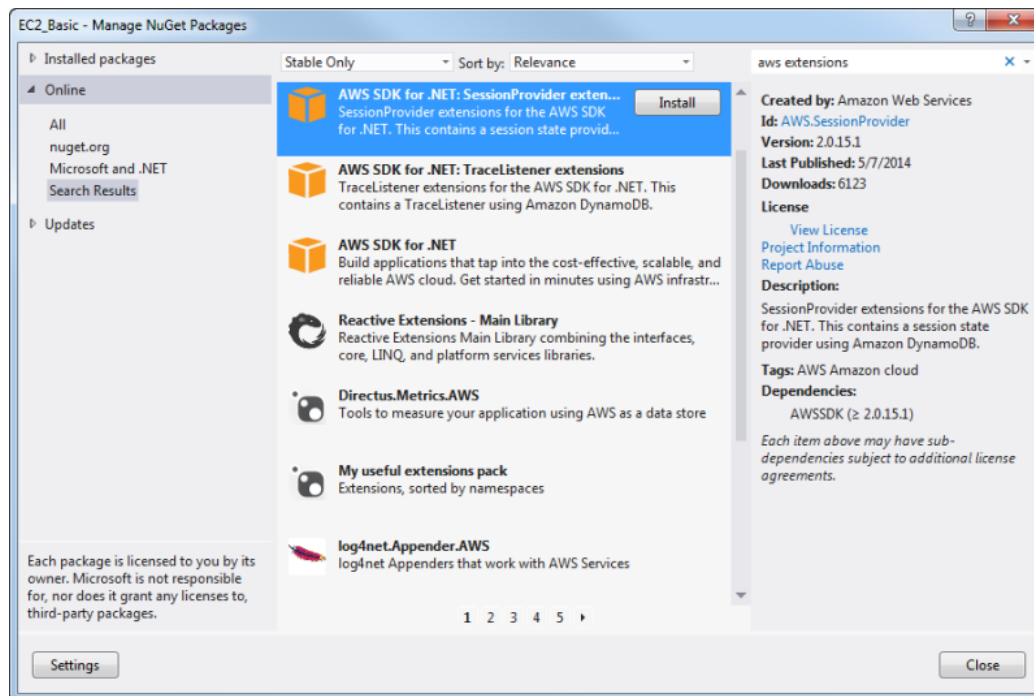 EC2_Basic - Manage NuGet Packages
Installed packages
Online
All
nuget.org
Microsoft and .NET
Search Results
Updates
Each package is licensed to you by its
owner. Microsoft is not responsible
for, nor does it grant any licenses to,
third-party packages.
Settings
Stable Only
Sort by: Relevance
AWS SDK for .NET: SessionProvider exten...
SessionProvider extensions for the AWS SDK
for .NET. This contains a session state provid...
Install
AWS SDK for .NET: TraceListener extensions
TraceListener extensions for the AWS SDK for .NET. This
contains a TraceListener using Amazon DynamoDB.
AWS SDK for .NET
Build applications that tap into the cost-effective, scalable, and
reliable AWS cloud. Get started in minutes using AWS infrastr...
Reactive Extensions - Main Library
Reactive Extensions Main Library combining the interfaces,
core, LINQ, and platform services libraries.
Directus.Metrics.AWS
Tools to measure your application using AWS as a data store
My useful extensions pack
Extensions, sorted by namespaces
log4net.Appender.AWS
log4net Appenders that work with AWS Services
1 2 3 4 5
aws extensions
Created by: Amazon Web Services
Id: AWS.SessionProvider
Version: 2.0.15.1
Last Published: 5/7/2014
Downloads: 6123
License
View License
Project Information
Report Abuse
Description:
SessionProvider extensions for the AWS SDK
for .NET. This contains a session state
provider using Amazon DynamoDB.
Tags: AWS Amazon cloud
Dependencies:
AWSSDK (≥ 2.0.15.1)
Each item above may have sub-
dependencies subject to additional license
agreements.
Close